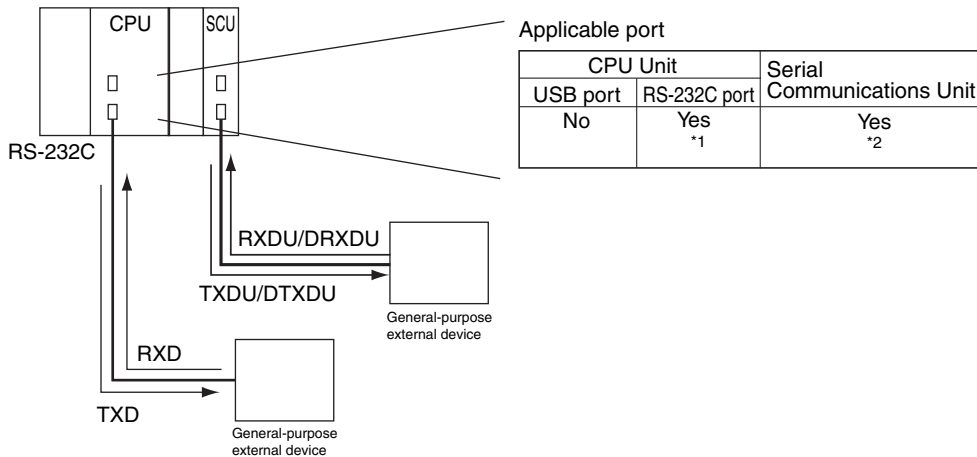 CPU
SCU
Applicable port
CPU Unit
Serial
Communications Unit
USB port
RS-232C port
No
Yes
*1
Yes
*2
RS-232C
RXDU/DRXDU
TXDU/DTXDU
General-purpose
external device
RXD
TXD
General-purpose
external device